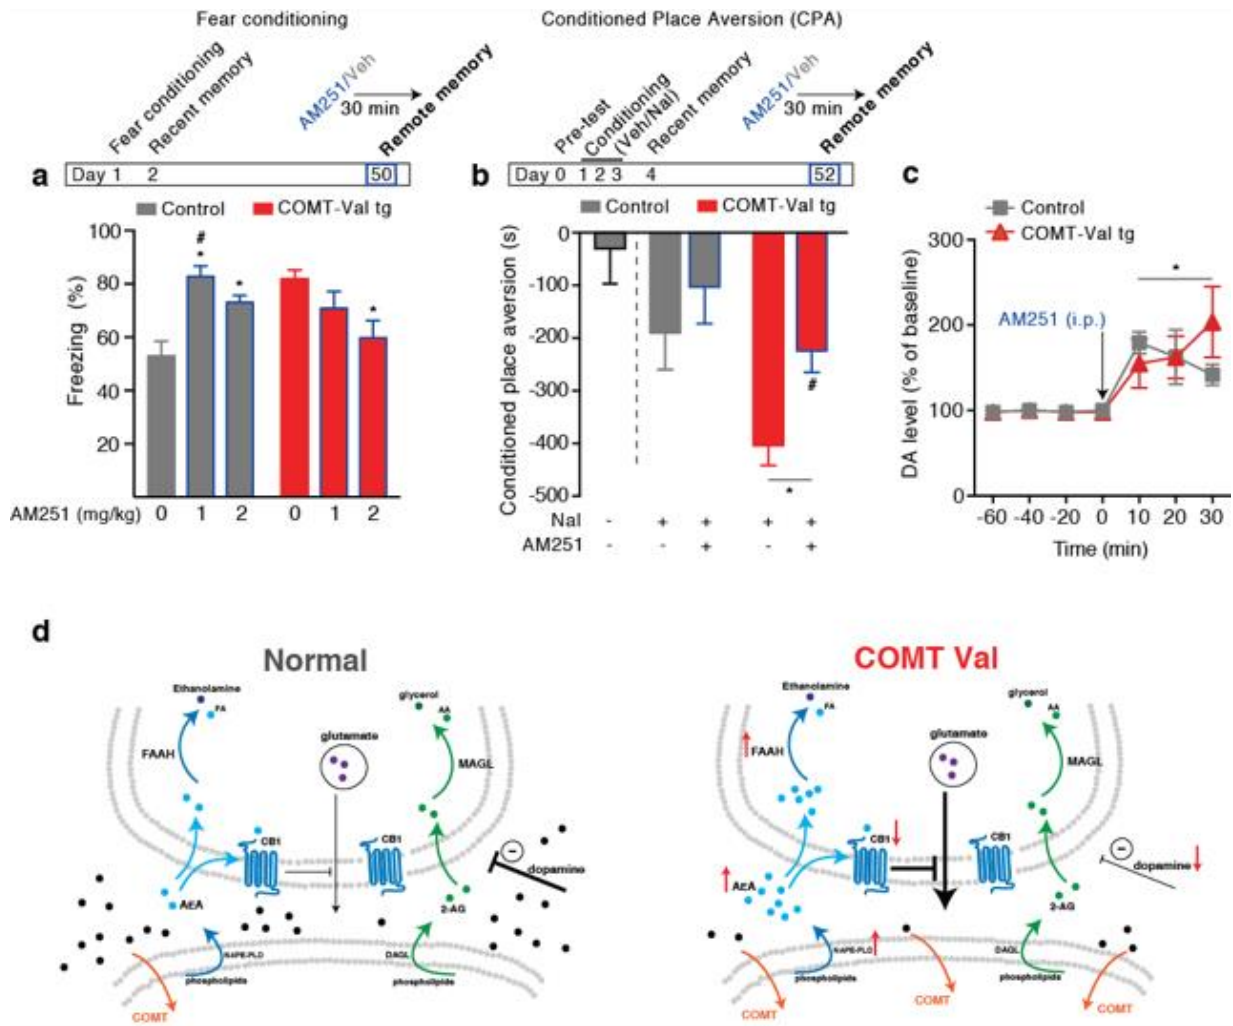 Fear conditioning
Fear conditioning
Recent memory
AM251/Veh
30 min
Remote memory
a
Day 1 2 50
Control COMT-Val tg
Freezing (%)
100
80
60
40
20
# *
*
*
AM251 (mg/kg) 0 1 2 0 1 2
Conditioned Place Aversion (CPA)
Pre-test
Conditioning
(Veh/Nal)
Recent memory
AM251/Veh
30 min
Remote memory
b
Day 0 1 2 3 4 52
Control COMT-Val tg
Conditioned place aversion (s)
0
-100
-200
-300
-400
-500
#
*
Nal - + + + +
AM251 - - + - +
c
Control
COMT-Val tg
DA level (% of baseline)
300
200
100
0
*
AM251 (i.p.)
-60 -40 -20 0 10 20 30
Time (min)
d
Normal
Ethanolamine
FA
FAAH
glutamate
glycerol
AA
MAGL
CB1
CB1
AEA
2-AG
−
dopamine
NAPE-PLD
phospholipids
DAGL
phospholipids
COMT
COMT Val
Ethanolamine
FA
FAAH
glutamate
glycerol
AA
MAGL
CB1
CB1
AEA
2-AG
−
dopamine
NAPE-PLD
phospholipids
DAGL
phospholipids
COMT
COMT
COMT